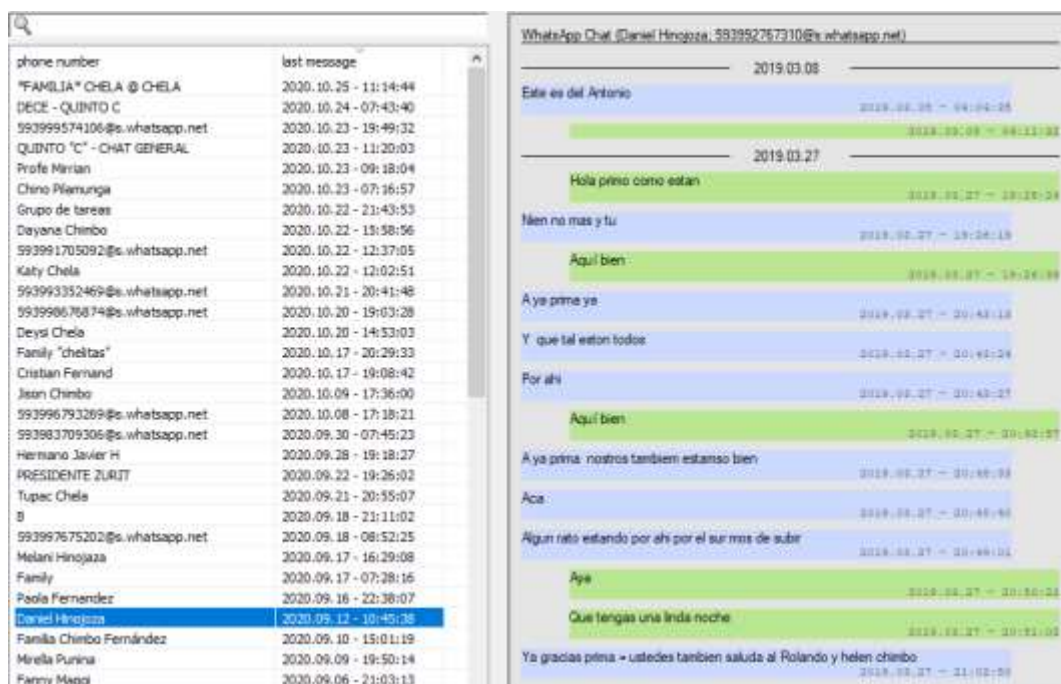 phone number last message
"FAMILIA" CHELA @ CHELA 2020.10.25 - 11:14:44
DECE - QUINTO C 2020.10.24 - 07:43:40
593999574106@s.whatsapp.net 2020.10.23 - 19:49:32
QUINTO "C" - CHAT GENERAL 2020.10.23 - 11:20:03
Profe Mirrian 2020.10.23 - 09:18:04
Chino Pilamunga 2020.10.23 - 07:16:57
Grupo de tareas 2020.10.22 - 21:43:53
Dayana Chimbo 2020.10.22 - 15:58:56
593991705092@s.whatsapp.net 2020.10.22 - 12:37:05
Katy Chela 2020.10.22 - 12:02:51
593993352469@s.whatsapp.net 2020.10.21 - 20:41:48
593998676874@s.whatsapp.net 2020.10.20 - 19:03:28
Deysi Chela 2020.10.20 - 14:53:03
Family "chelitas" 2020.10.17 - 20:29:33
Cristian Fernand 2020.10.17 - 19:08:42
Jison Chimbo 2020.10.09 - 17:36:00
593996793269@s.whatsapp.net 2020.10.08 - 17:18:21
593983709306@s.whatsapp.net 2020.09.30 - 07:45:23
Hermano Javier H 2020.09.28 - 19:18:27
PRESIDENTE ZURIT 2020.09.22 - 19:26:02
Tupac Chela 2020.09.21 - 20:55:07
B 2020.09.18 - 21:11:02
593997675202@s.whatsapp.net 2020.09.18 - 08:52:25
Melani Hinojaza 2020.09.17 - 16:29:08
Family 2020.09.17 - 07:28:16
Paola Fernandez 2020.09.16 - 22:38:07
Daniel Hinojoza 2020.09.12 - 10:45:38
Familia Chimbo Fernández 2020.09.10 - 15:01:19
Mirella Punina 2020.09.09 - 19:50:14
Fanny Maqqi 2020.09.06 - 21:03:13
WhatsApp Chat (Daniel Hinojoza, 593992767310@s.whatsapp.net)
2019.03.08
Este es del Antonio
2019.03.27
Hola primo como estan
Nien no mas y tu
Aquí bien
A ya prima ya
Y que tal eston todos
Por ahi
Aquí bien
A ya prima nostros tambiem estamso bien
Aca
Algun rato estando por ahi por el sur mos de subir
Aya
Que tengas una linda noche
Ya gracias prima ustedes tambien saluda al Rolando y helen chimbo